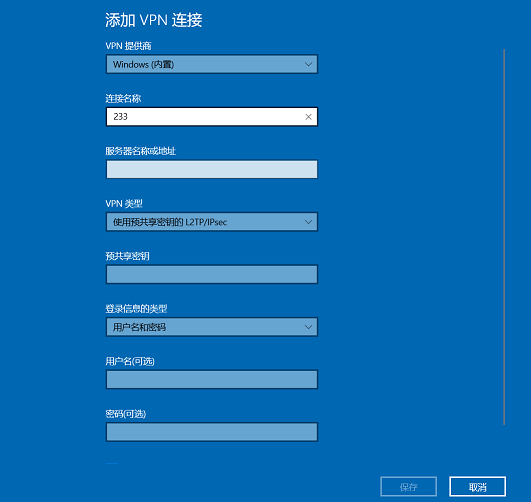 添加 VPN 连接
VPN 提供商
Windows (内置)
连接名称
233
服务器名称或地址
VPN 类型
使用预共享密钥的 L2TP/IPsec
预共享密钥
登录信息的类型
用户名和密码
用户名(可选)
密码(可选)
保存
取消